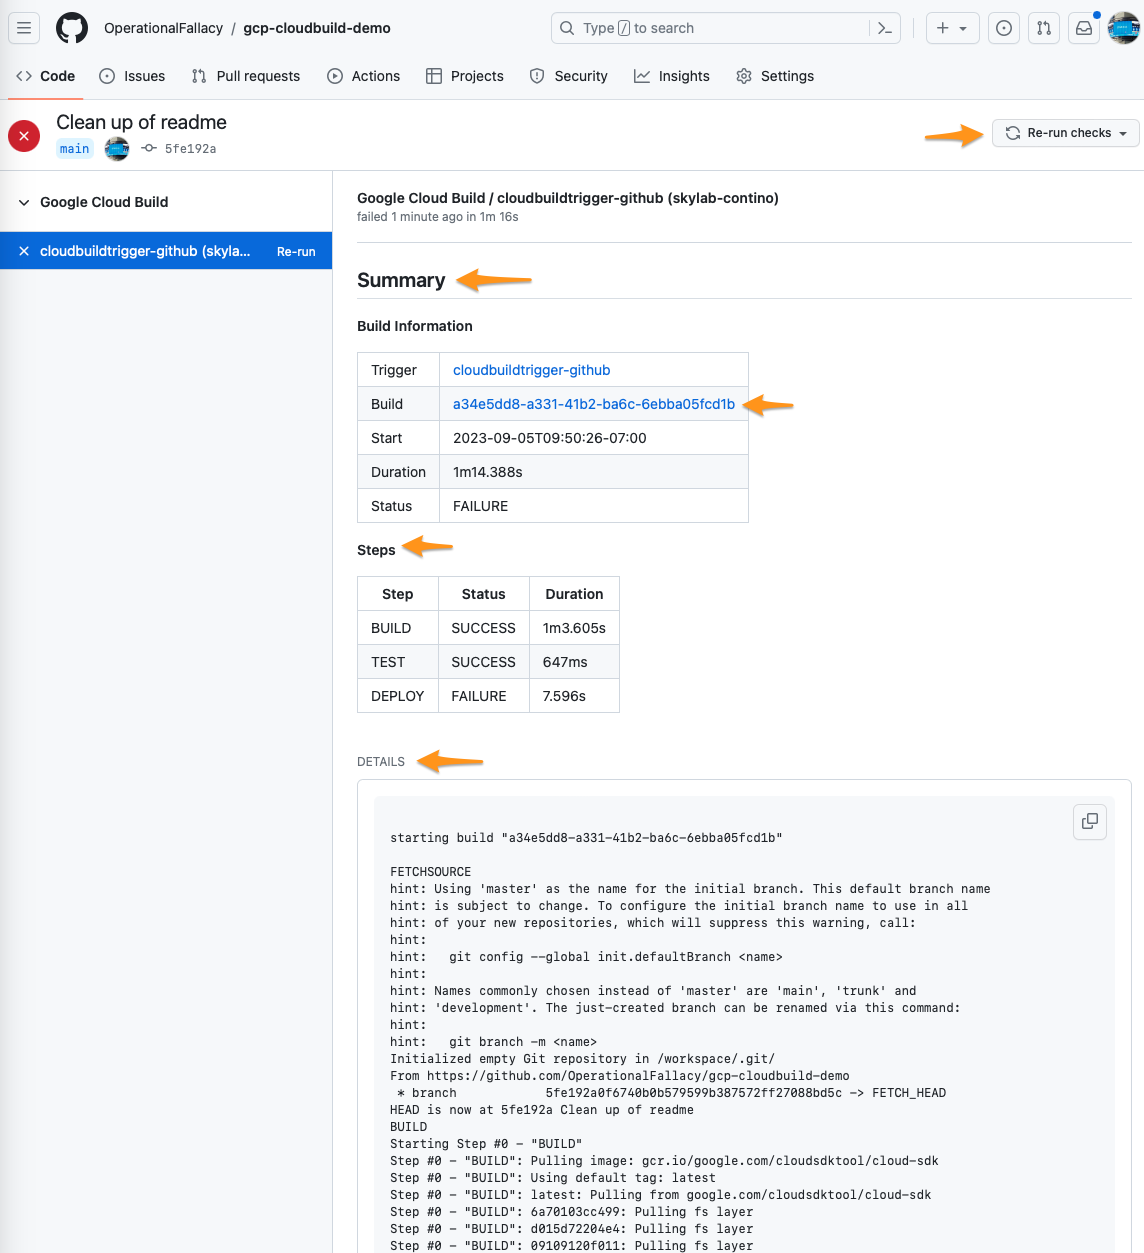 OperationalFallacy / gcp-cloudbuild-demo
Type / to search
Code Issues Pull requests Actions Projects Security Insights Settings
Clean up of readme
main 5fe192a
Re-run checks
Google Cloud Build
cloudbuildtrigger-github (skyla... Re-run
Google Cloud Build / cloudbuildtrigger-github (skylab-contino)
failed 1 minute ago in 1m 16s
Summary
Build Information
Trigger cloudbuildtrigger-github
Build a34e5dd8-a331-41b2-ba6c-6ebba05fcd1b
Start 2023-09-05T09:50:26-07:00
Duration 1m14.388s
Status FAILURE
Steps
Step Status Duration
BUILD SUCCESS 1m3.605s
TEST SUCCESS 647ms
DEPLOY FAILURE 7.596s
DETAILS
starting build "a34e5dd8-a331-41b2-ba6c-6ebba05fcd1b"
FETCHSOURCE
hint: Using 'master' as the name for the initial branch. This default branch name
hint: is subject to change. To configure the initial branch name to use in all
hint: of your new repositories, which will suppress this warning, call:
hint:
hint:   git config --global init.defaultBranch <name>
hint:
hint: Names commonly chosen instead of 'master' are 'main', 'trunk' and
hint: 'development'. The just-created branch can be renamed via this command:
hint:
hint:   git branch -m <name>
Initialized empty Git repository in /workspace/.git/
From https://github.com/OperationalFallacy/gcp-cloudbuild-demo
 * branch            5fe192a0f6740b0b579599b387572ff27088bd5c -> FETCH_HEAD
HEAD is now at 5fe192a Clean up of readme
BUILD
Starting Step #0 - "BUILD"
Step #0 - "BUILD": Pulling image: gcr.io/google.com/cloudsdktool/cloud-sdk
Step #0 - "BUILD": Using default tag: latest
Step #0 - "BUILD": latest: Pulling from google.com/cloudsdktool/cloud-sdk
Step #0 - "BUILD": 6a70103cc499: Pulling fs layer
Step #0 - "BUILD": d015d72204e4: Pulling fs layer
Step #0 - "BUILD": 09109120f011: Pulling fs layer